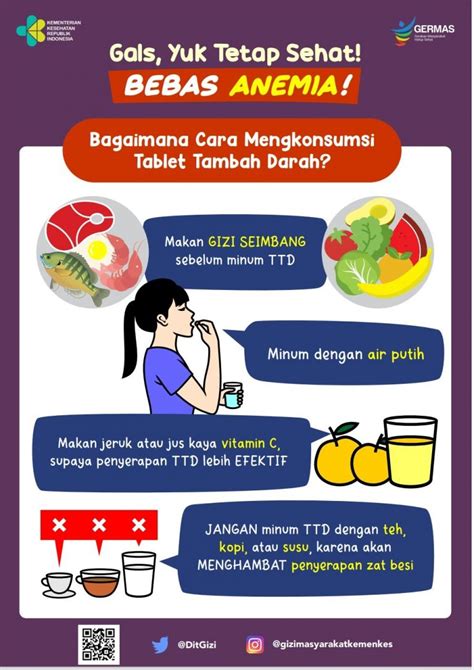 KEMENTERIAN
KESEHATAN
REPUBLIK
INDONESIA
GERMAS
Gerakan Masyarakat
Hidup Sehat
Gals, Yuk Tetap Sehat!
BEBAS ANEMIA!
Bagaimana Cara Mengkonsumsi
Tablet Tambah Darah?
Makan GIZI SEIMBANG
sebelum minum TTD
Minum dengan air putih
Makan jeruk atau jus kaya vitamin C,
supaya penyerapan TTD lebih EFEKTIF
JANGAN minum TTD dengan teh,
kopi, atau susu, karena akan
MENGHAMBAT penyerapan zat besi
@DitGizi
@gizimasyarakatkemenkes